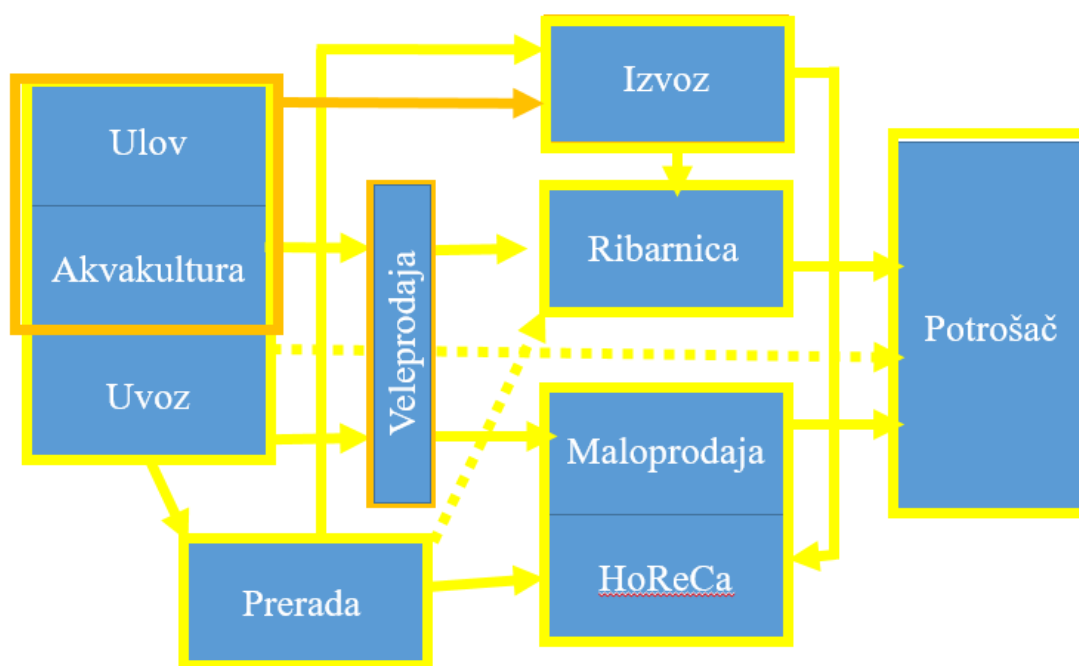 Ulov
Akvakultura
Uvoz
Prerada
Veleprodaja
Izvoz
Ribarnica
Maloprodaja
HoReCa
Potrošač